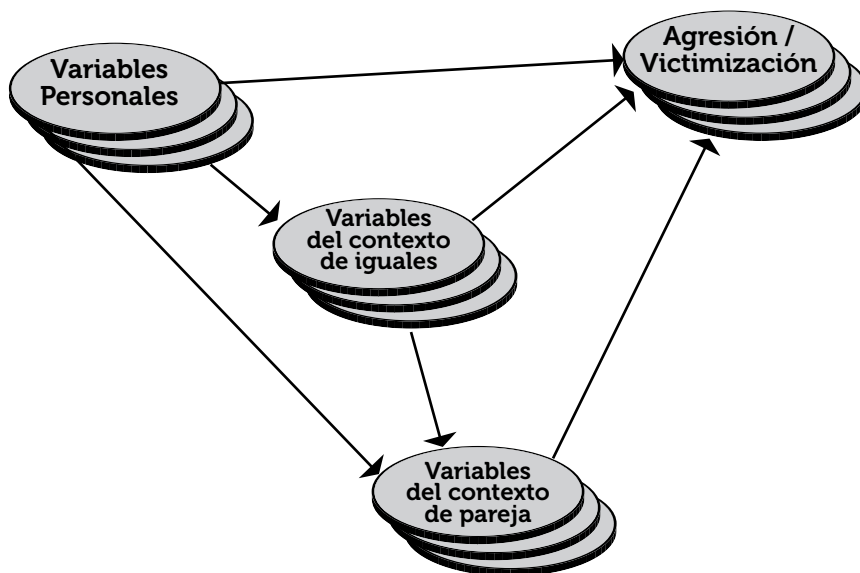 Variables
Personales
Agresión /
Victimización
Variables
del contexto
de iguales
Variables
del contexto
de pareja